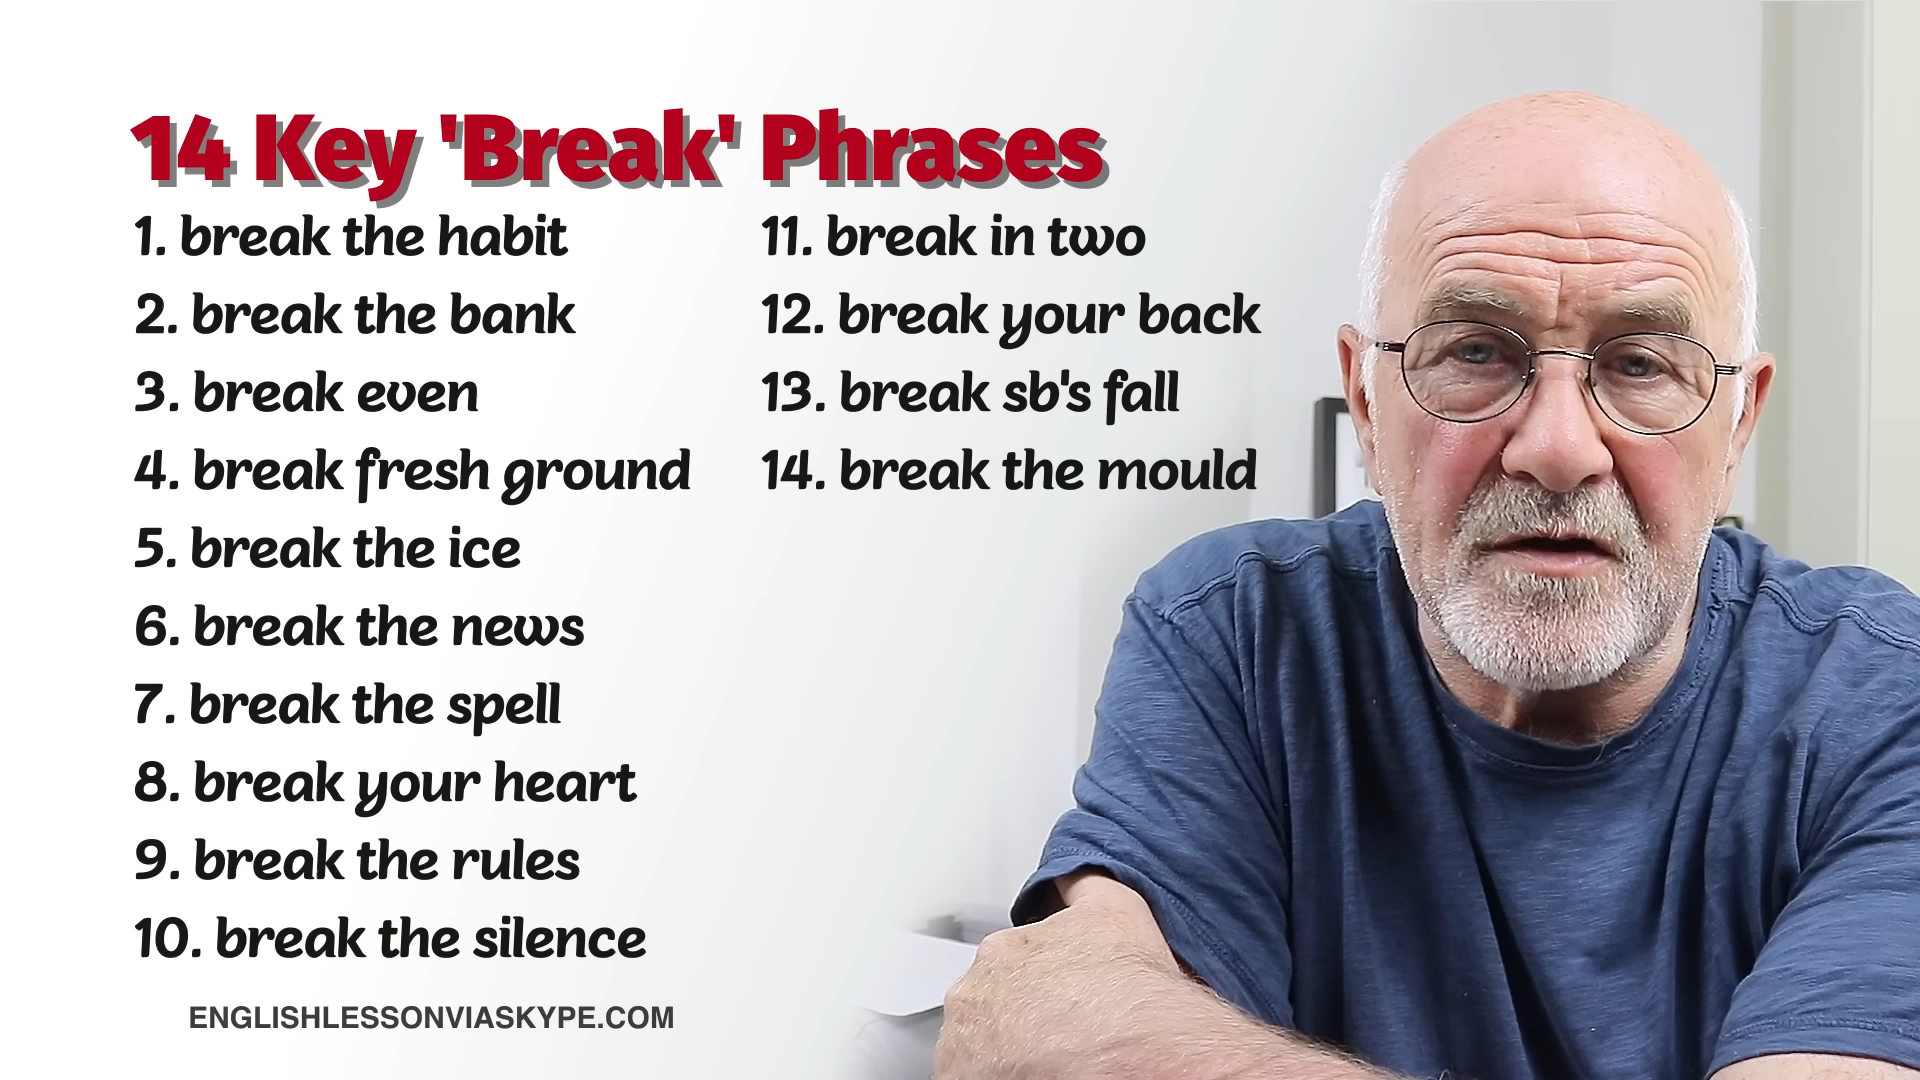 14 Key 'Break' Phrases
1. break the habit
2. break the bank
3. break even
4. break fresh ground
5. break the ice
6. break the news
7. break the spell
8. break your heart
9. break the rules
10. break the silence
11. break in two
12. break your back
13. break sb's fall
14. break the mould
ENGLISHLESSONVIASKYPE.COM